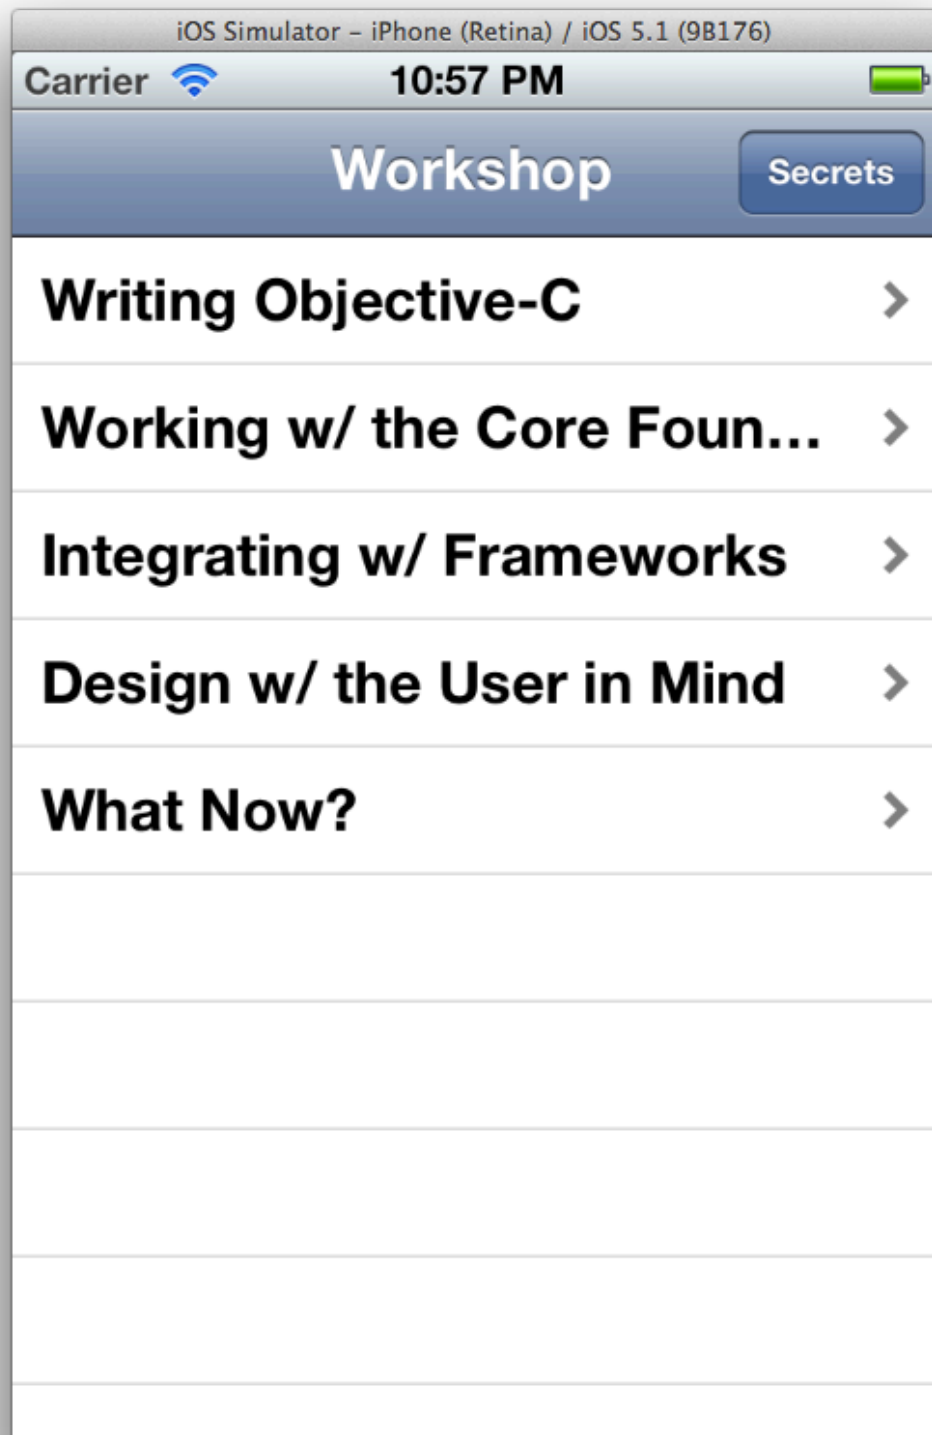 iOS Simulator – iPhone (Retina) / iOS 5.1 (9B176)
Carrier 10:57 PM
Workshop Secrets
Writing Objective-C
Working w/ the Core Foun...
Integrating w/ Frameworks
Design w/ the User in Mind
What Now?